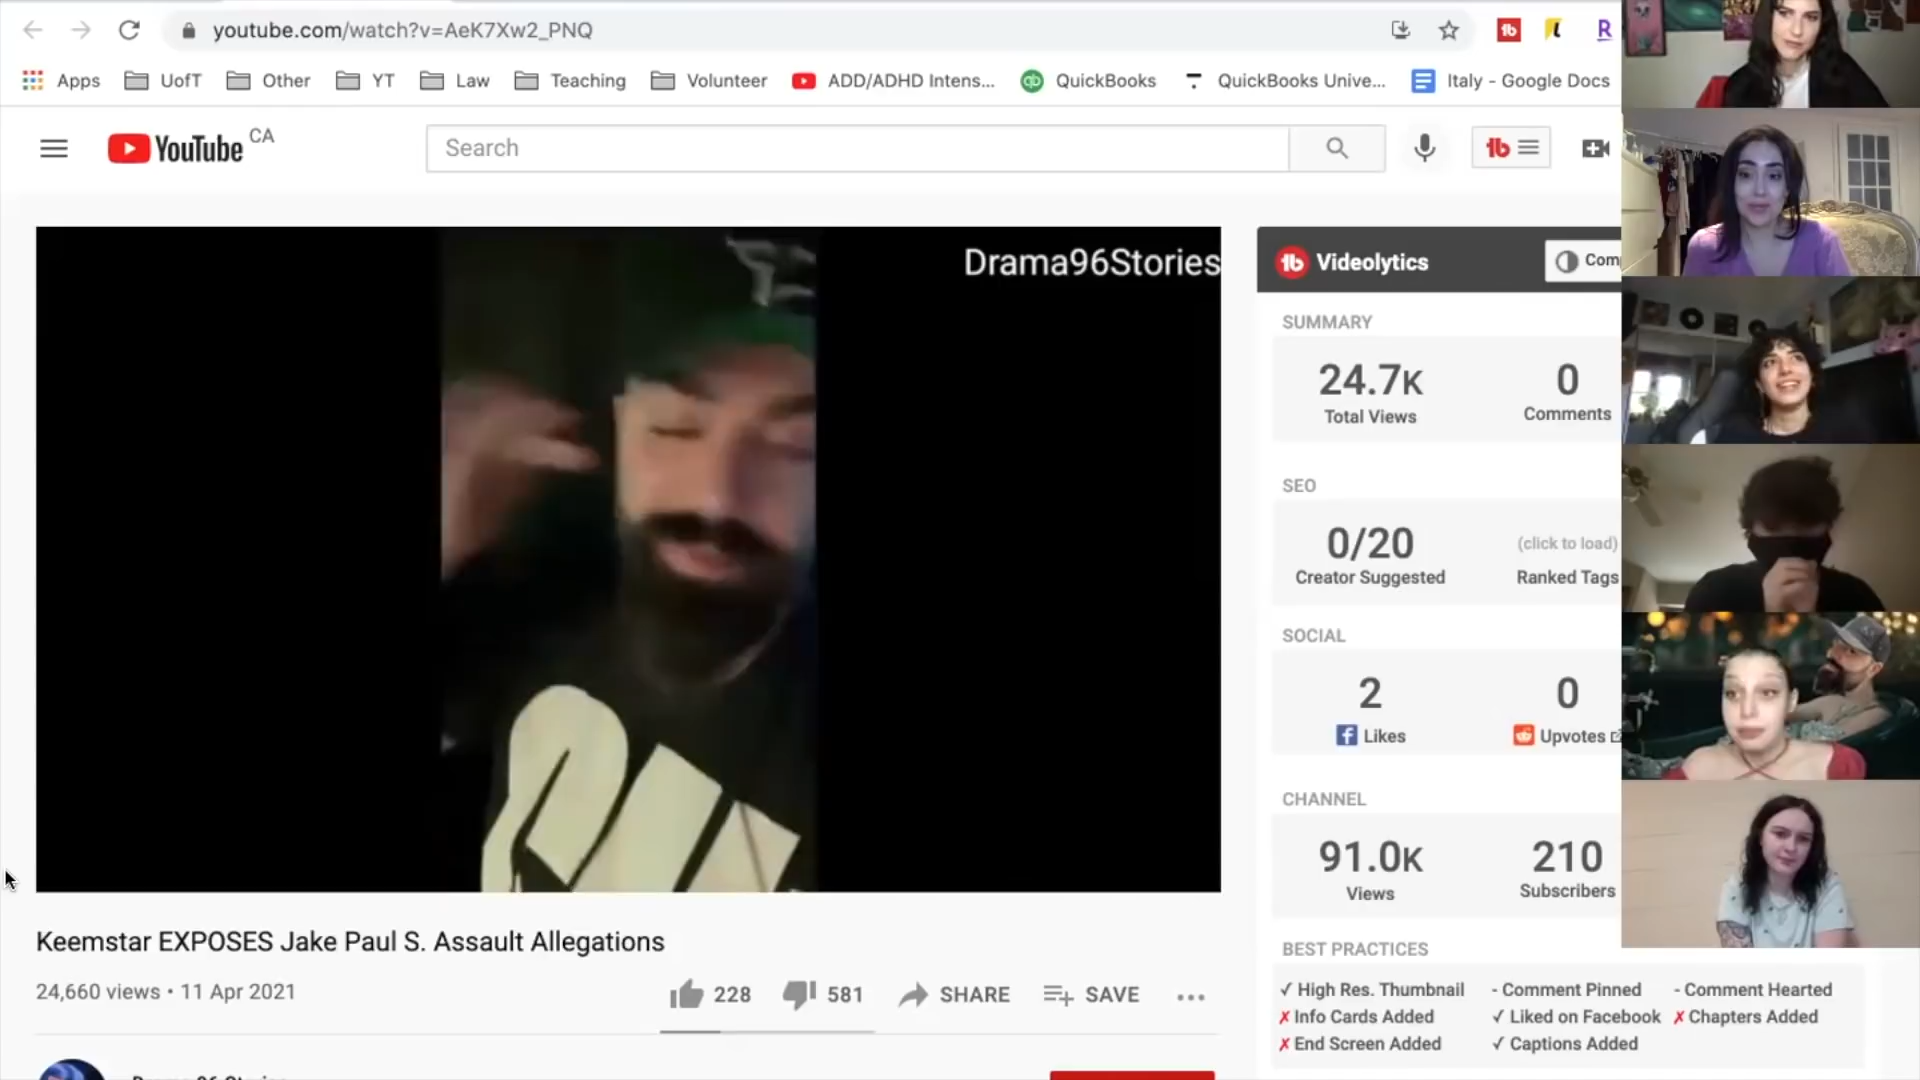 youtube.com/watch?v=AeK7Xw2_PNQ
Apps UofT Other YT Law Teaching Volunteer ADD/ADHD Intens... QuickBooks QuickBooks Unive... Italy - Google Docs
YouTube CA
Search
Drama96Stories
Videolytics
Com
SUMMARY
24.7K 0
Total Views Comments
SEO
0/20 (click to load)
Creator Suggested Ranked Tags
SOCIAL
2 0
Likes Upvotes
CHANNEL
91.0K 210
Views Subscribers
BEST PRACTICES
✓ High Res. Thumbnail - Comment Pinned - Comment Hearted
✗ Info Cards Added ✓ Liked on Facebook ✗ Chapters Added
✗ End Screen Added ✓ Captions Added
Keemstar EXPOSES Jake Paul S. Assault Allegations
24,660 views • 11 Apr 2021
228 581 SHARE SAVE